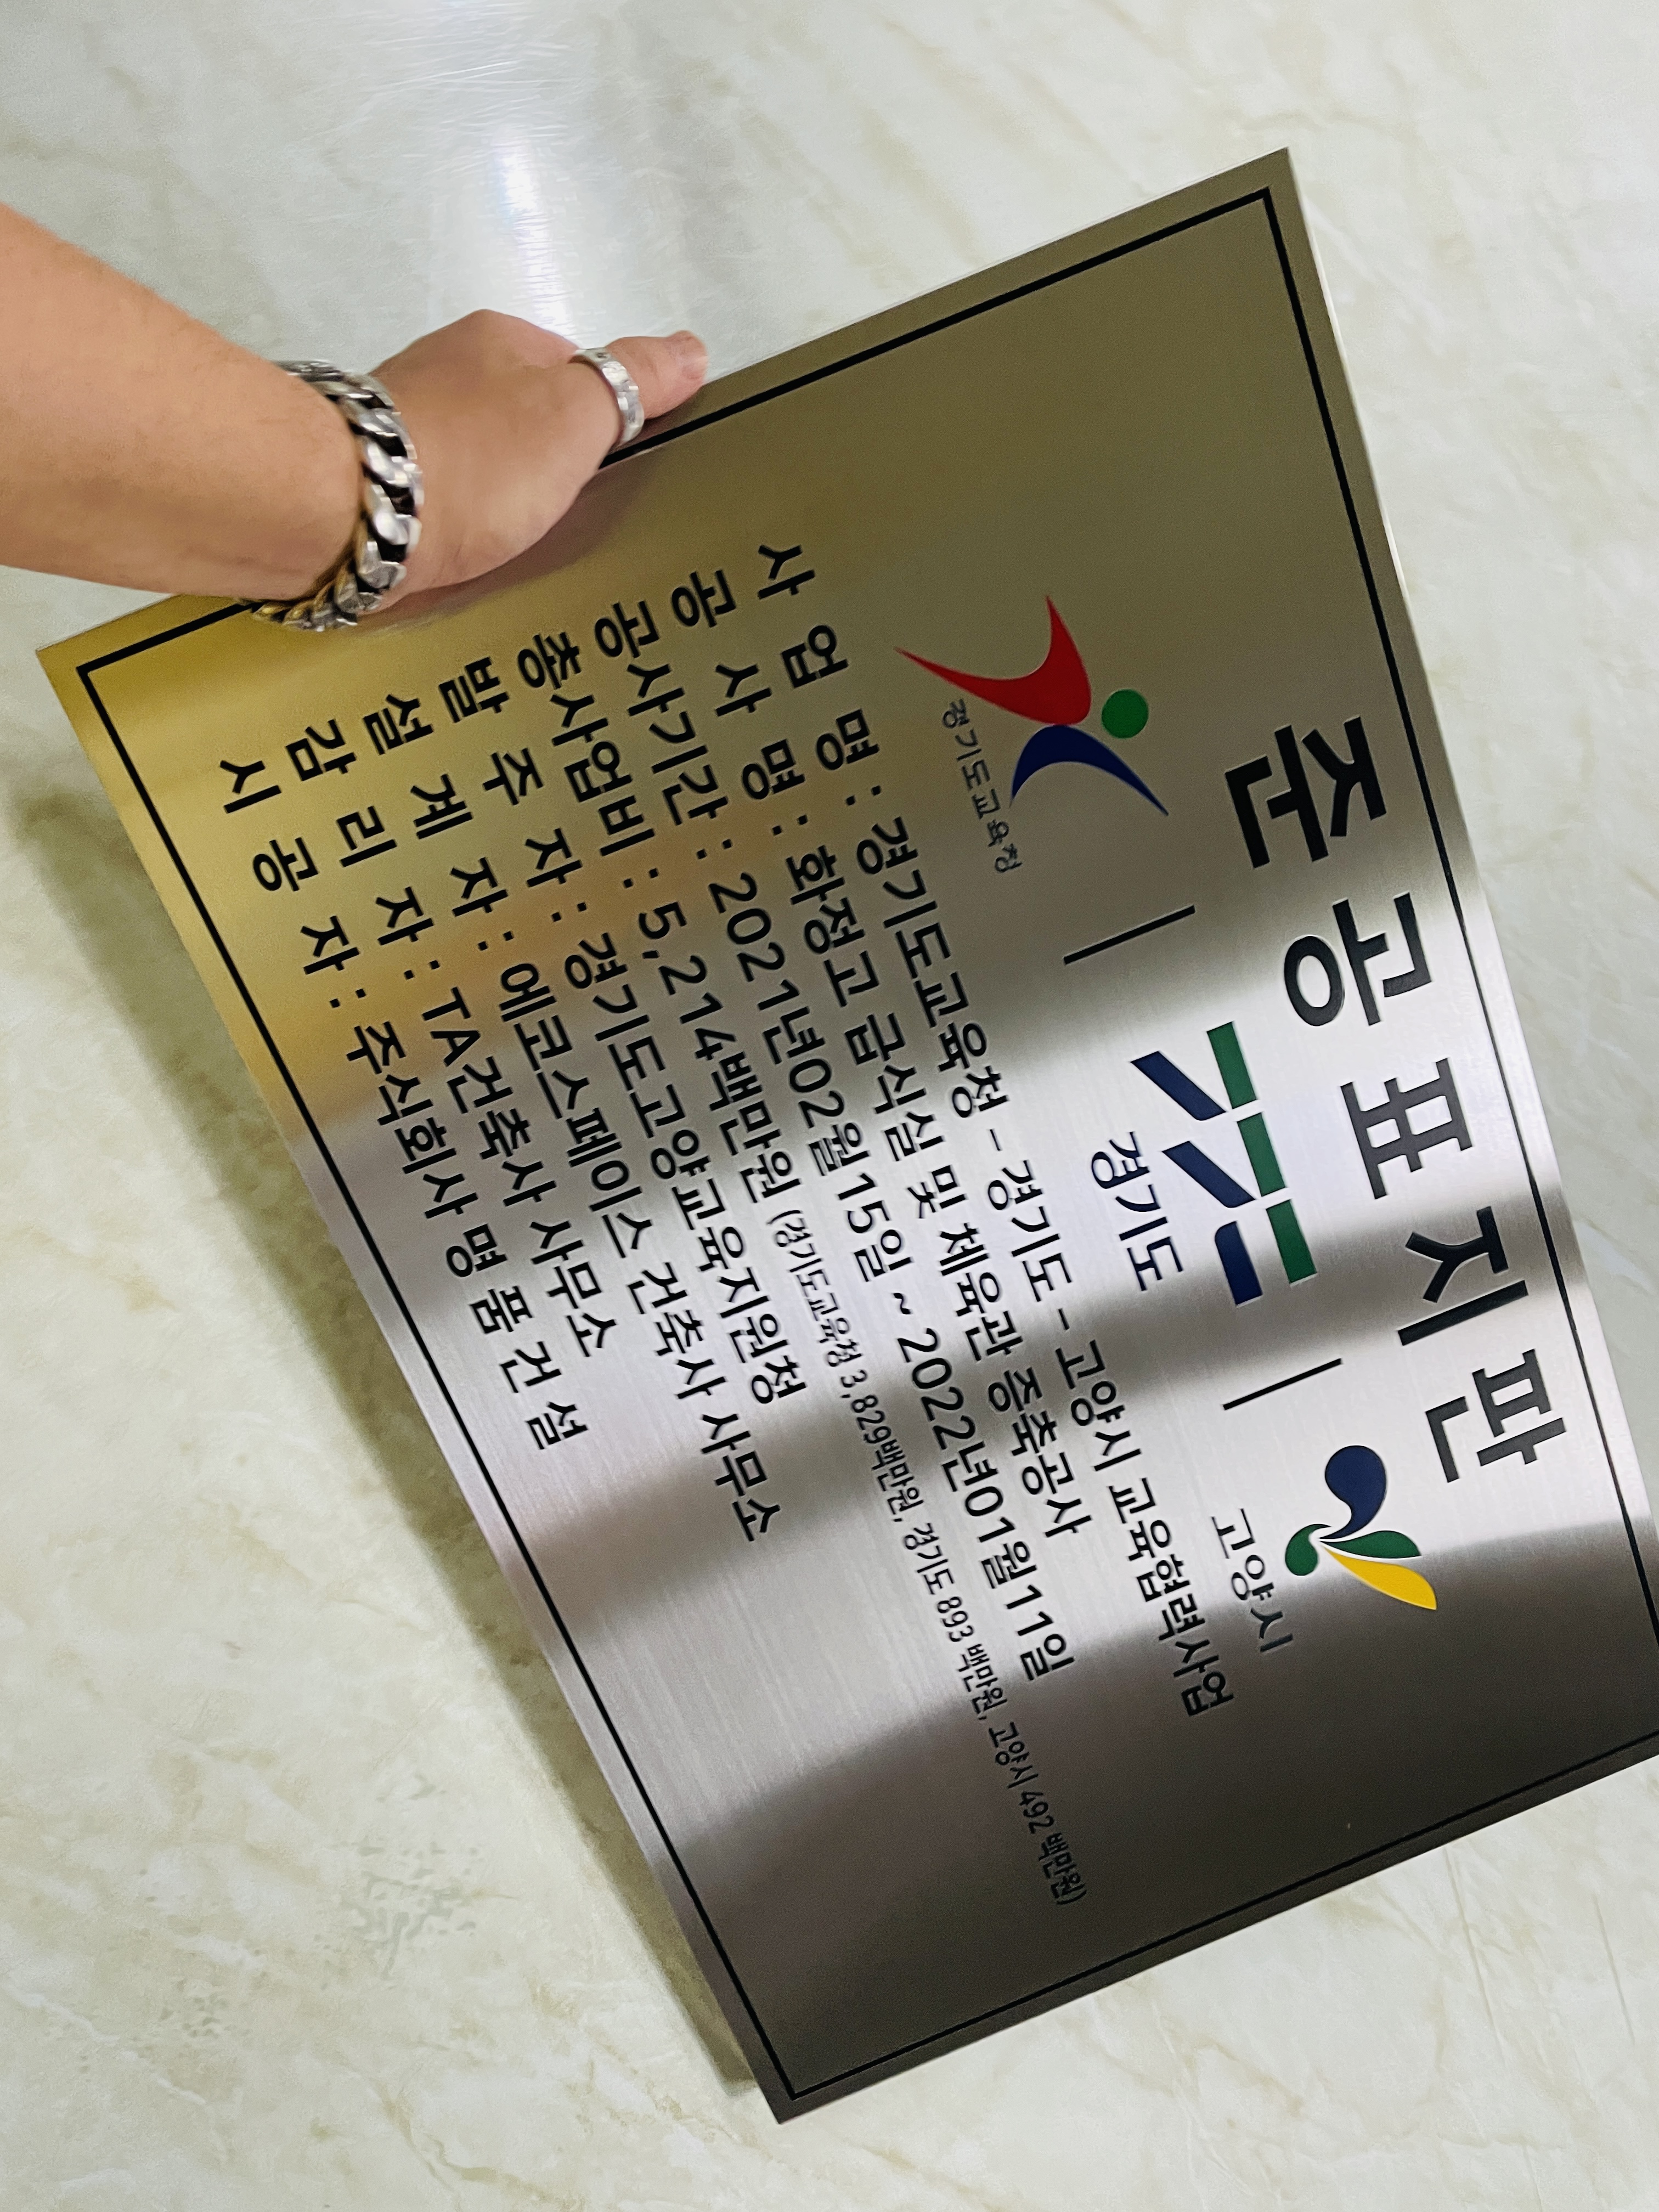 준공표지판
경기도교육청 | 경기도 | 고양시
사 업 명 : 경기도교육청 - 경기도 - 고양시 교육협력사업
공 사 명 : 화정고 급식실 및 체육관 증축공사
공사기간 : 2021년02월15일 ~ 2022년01월11일
총사업비 : 5,214백만원 (경기도교육청 3,829백만원, 경기도 893 백만원, 고양시 492 백만원)
발 주 자 : 경기도고양교육지원청
설 계 자 : 에코스페이스 건축사 사무소
감 리 자 : TA건축사 사무소
시 공 자 : 주식회사 명 품 건 설